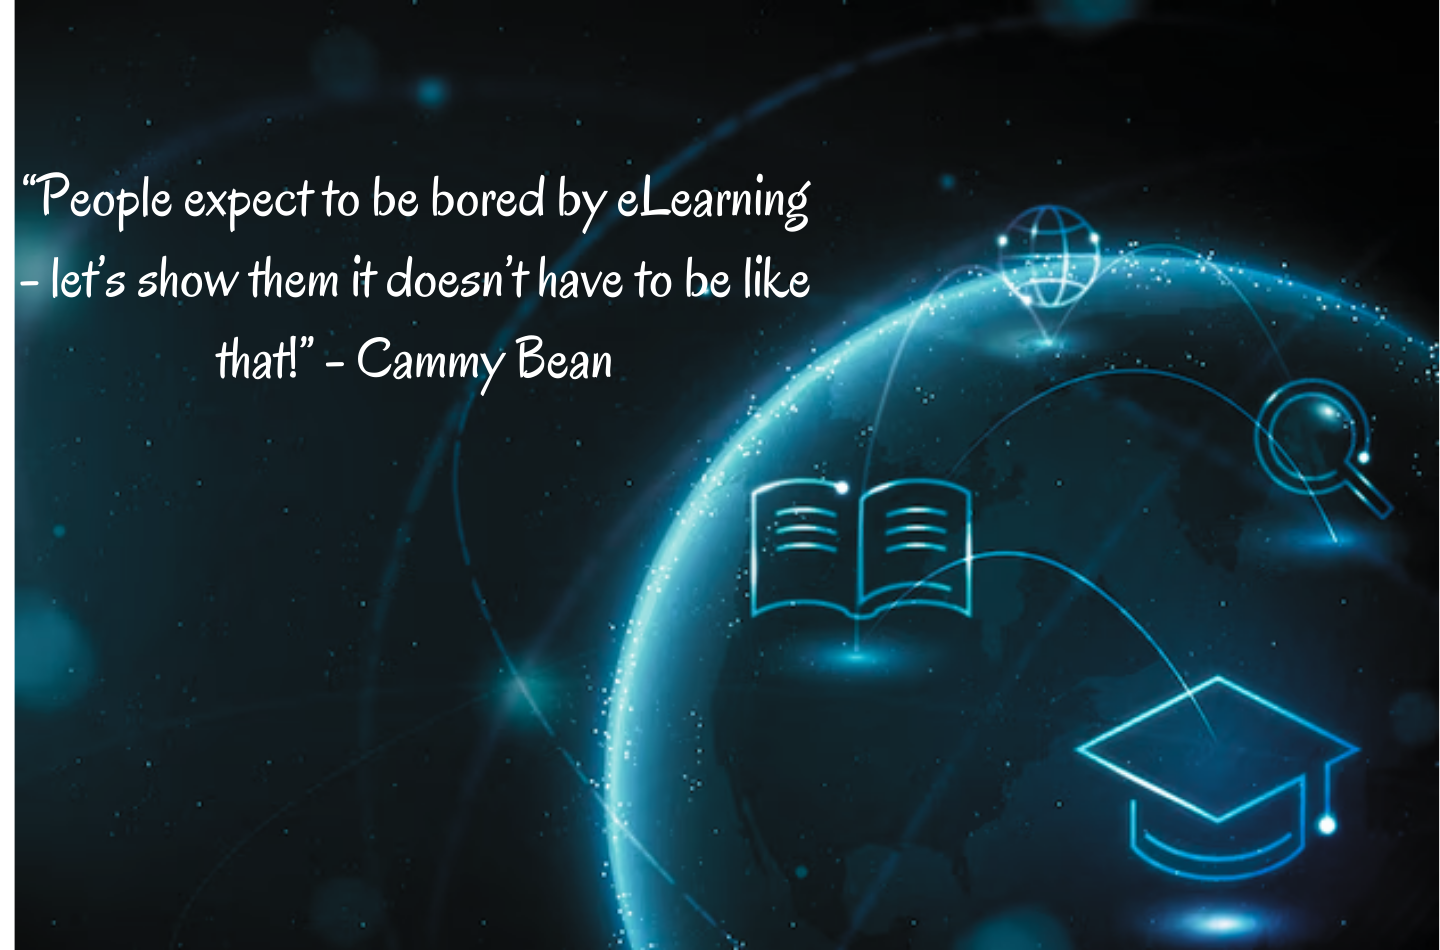 “People expect to be bored by eLearning
– let’s show them it doesn’t have to be like
that!” – Cammy Bean